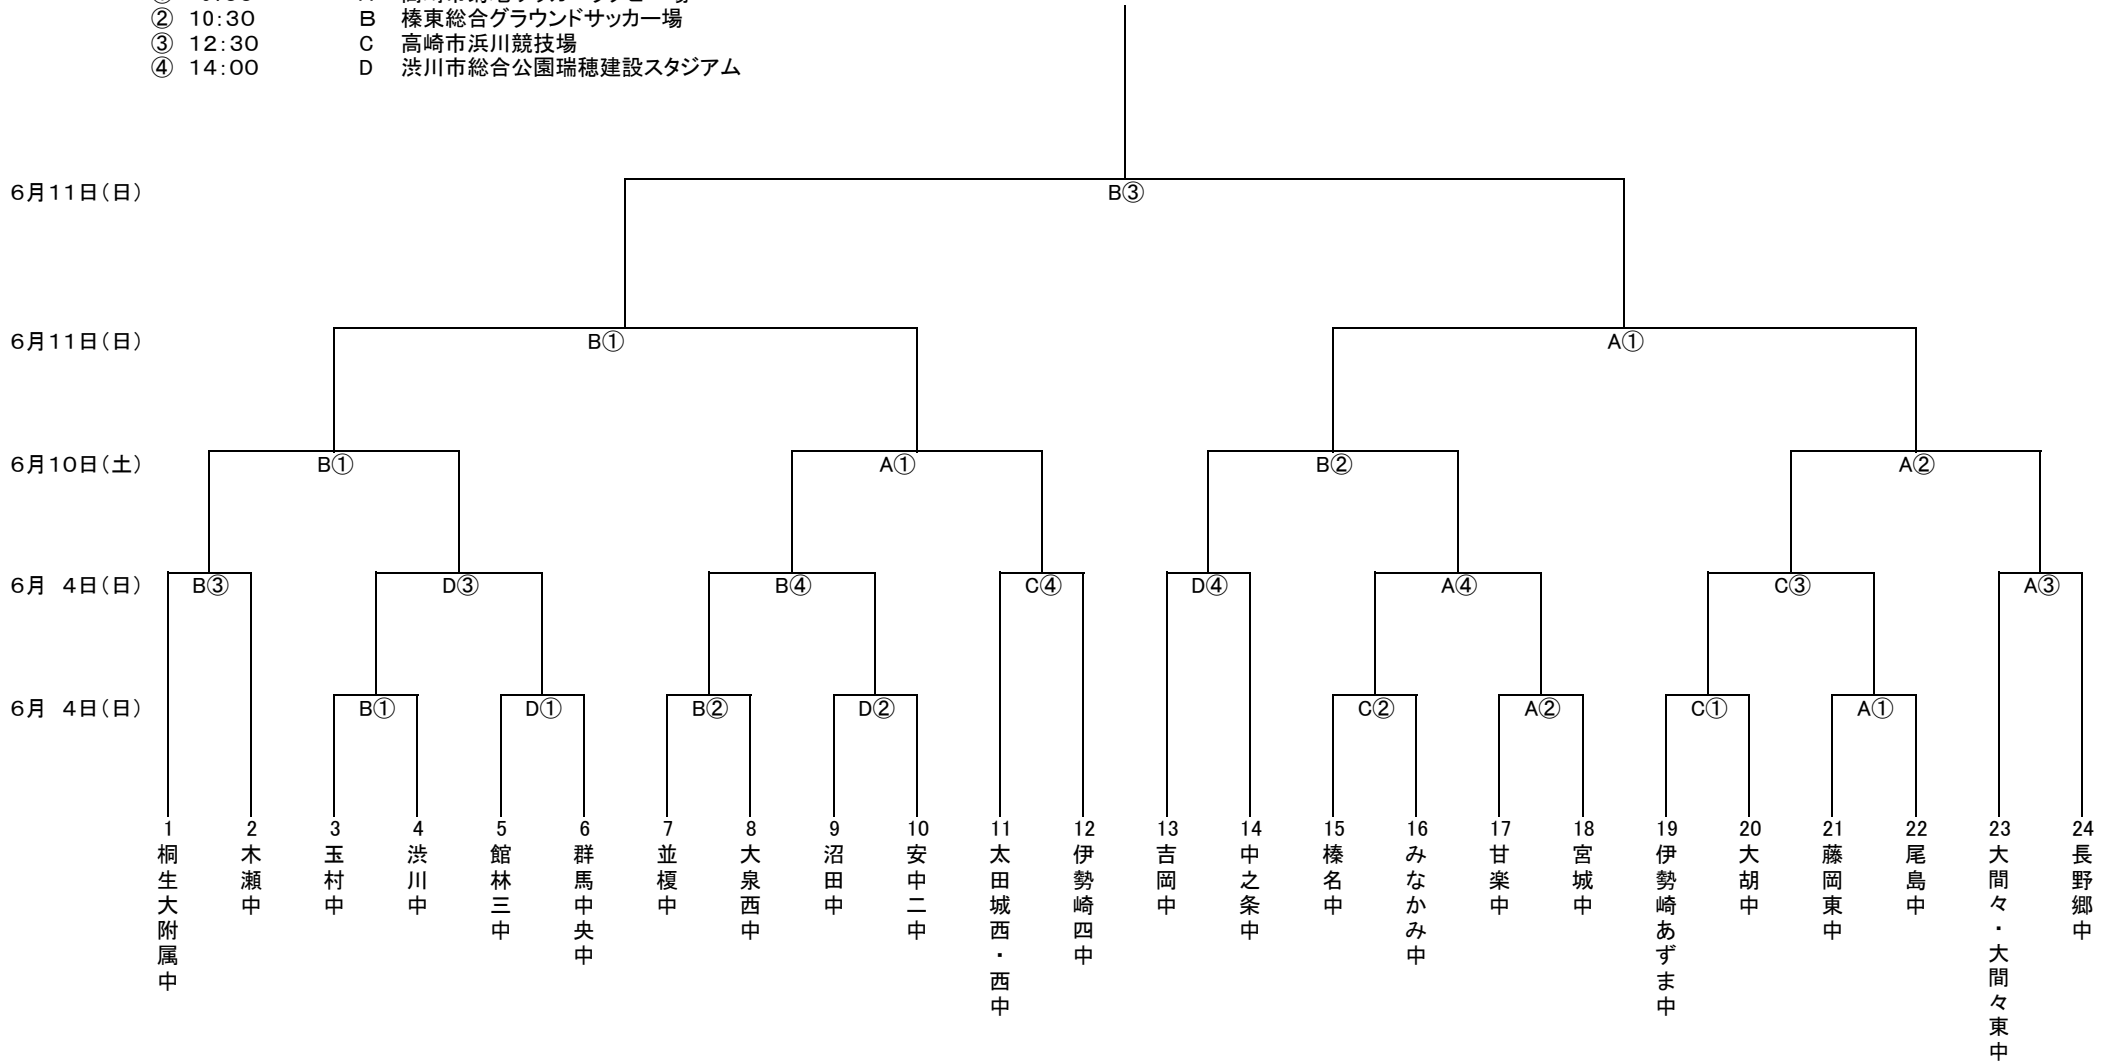 ② 10:30 B 榛東総合グラウンドサッカー場
③ 12:30 C 高崎市浜川競技場
④ 14:00 D 渋川市総合公園瑞穂建設スタジアム
6月11日(日) B③
6月11日(日) B① A①
6月10日(土) B① A① B② A②
6月 4日(日) B③ D③ B④ C④ D④ A④ C③ A③
6月 4日(日) B① D① B② D② C② A② C① A①
1 桐生大附属中
2 木瀬中
3 玉村中
4 渋川中
5 館林三中
6 群馬中央中
7 並榎中
8 大泉西中
9 沼田中
10 安中二中
11 太田城西・西中
12 伊勢崎四中
13 吉岡中
14 中之条中
15 榛名中
16 みなかみ中
17 甘楽中
18 宮城中
19 伊勢崎あずま中
20 大胡中
21 藤岡東中
22 尾島中
23 大間々・大間々東中
24 長野郷中